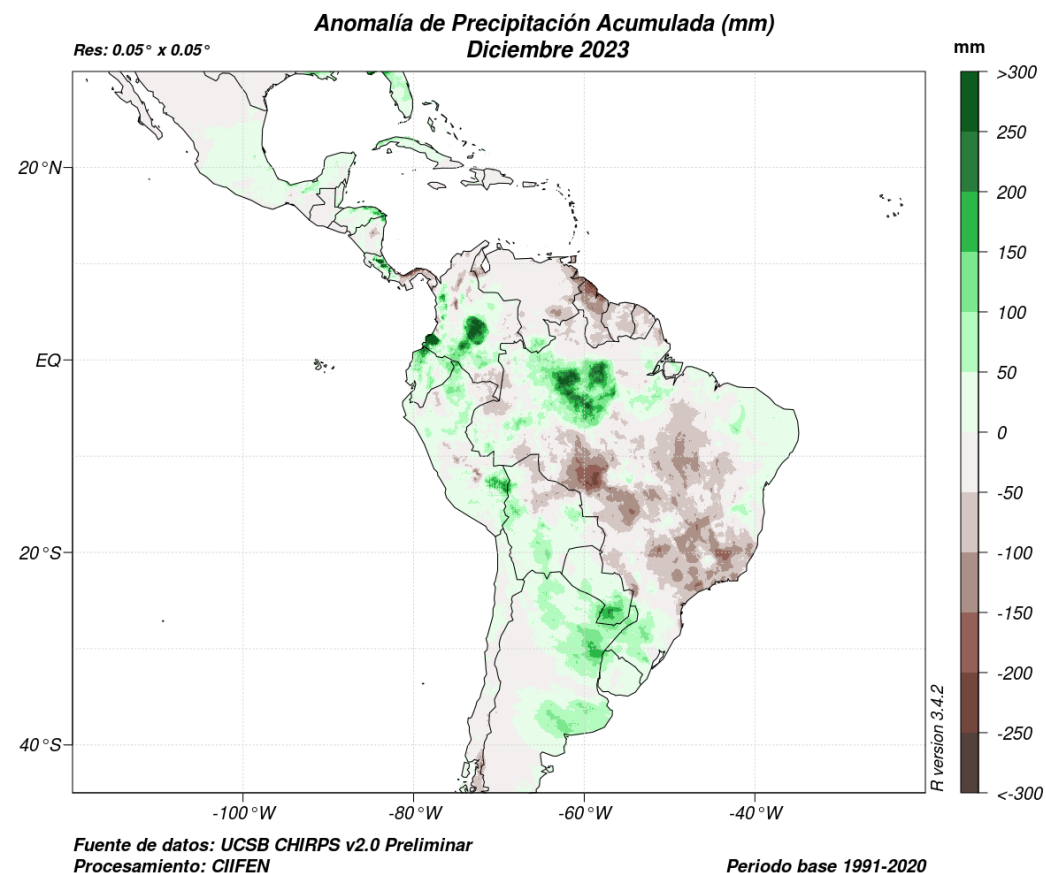 Anomalía de Precipitación Acumulada (mm)
Diciembre 2023
Res: 0.05° x 0.05°
mm
>300
250
200
150
100
50
0
-50
-100
-150
-200
-250
<-300
20°N
EQ
20°S
40°S
-100°W
-80°W
-60°W
-40°W
R version 3.4.2
Fuente de datos: UCSB CHIRPS v2.0 Preliminar
Procesamiento: CIIFEN
Periodo base 1991-2020